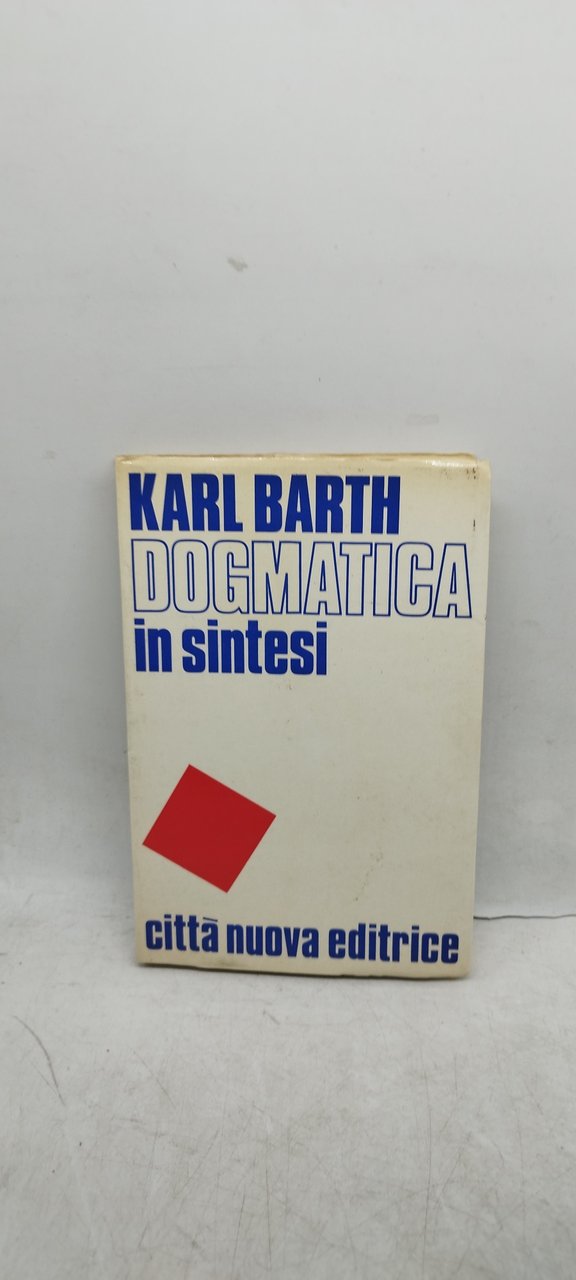 KARL BARTH
DOGMATICA
in sintesi
città nuova editrice